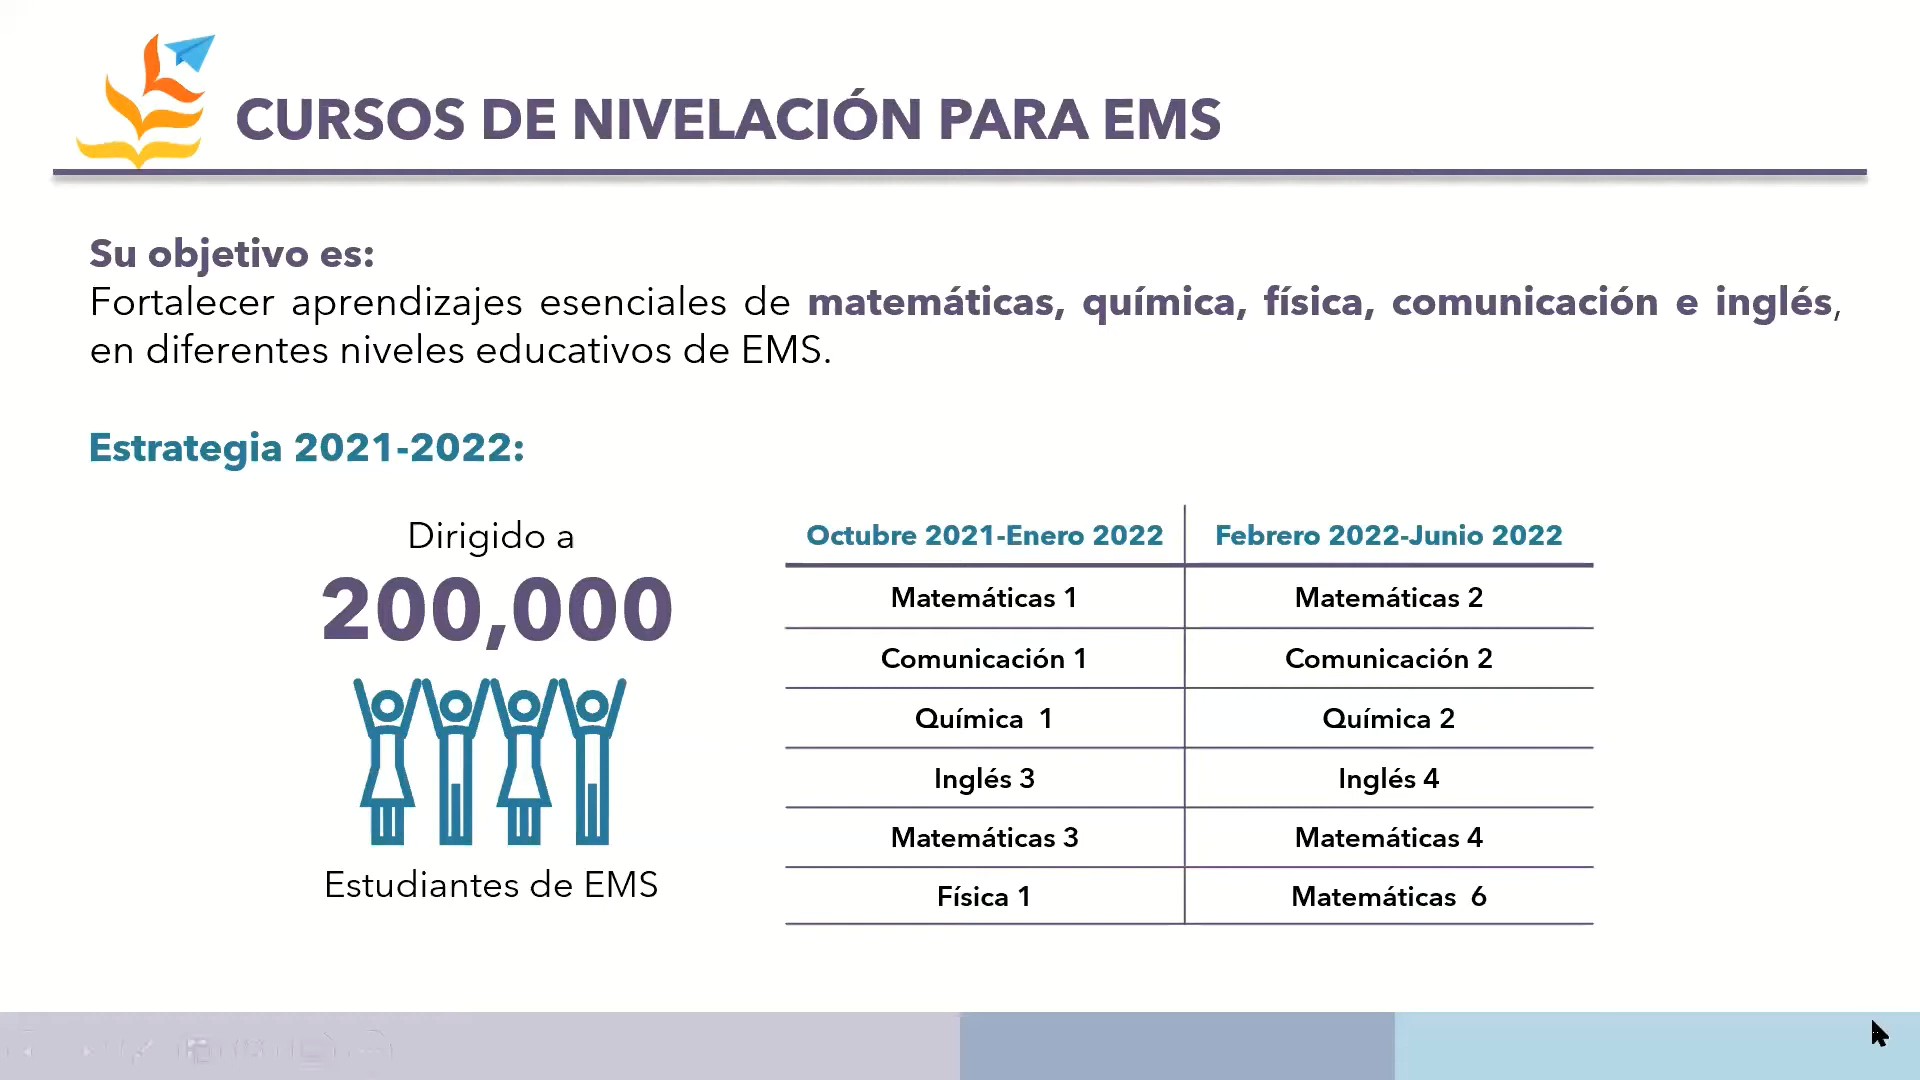 CURSOS DE NIVELACIÓN PARA EMS
Su objetivo es:
Fortalecer aprendizajes esenciales de matemáticas, química, física, comunicación e inglés,
en diferentes niveles educativos de EMS.
Estrategia 2021-2022:
Dirigido a
200,000
Estudiantes de EMS
Octubre 2021-Enero 2022 Febrero 2022-Junio 2022
Matemáticas 1 Matemáticas 2
Comunicación 1 Comunicación 2
Química 1 Química 2
Inglés 3 Inglés 4
Matemáticas 3 Matemáticas 4
Física 1 Matemáticas 6